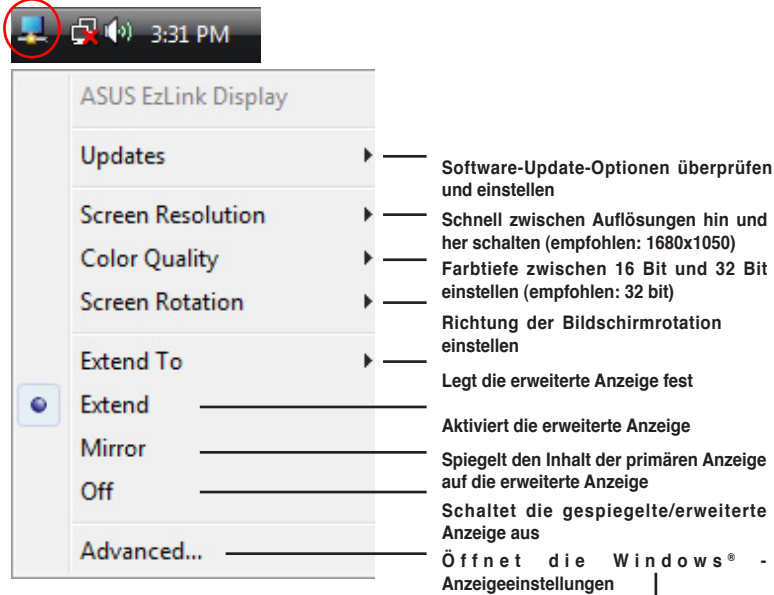 3:31 PM
ASUS EzLink Display
Updates
Software-Update-Optionen überprüfen
und einstellen
Screen Resolution
Schnell zwischen Auflösungen hin und
her schalten (empfohlen: 1680x1050)
Color Quality
Farbtiefe zwischen 16 Bit und 32 Bit
einstellen (empfohlen: 32 bit)
Screen Rotation
Richtung der Bildschirmrotation
einstellen
Extend To
Legt die erweiterte Anzeige fest
Extend
Aktiviert die erweiterte Anzeige
Mirror
Spiegelt den Inhalt der primären Anzeige
auf die erweiterte Anzeige
Off
Schaltet die gespiegelte/erweiterte
Anzeige aus
Advanced...
Öffnet die Windows® -
Anzeigeeinstellungen